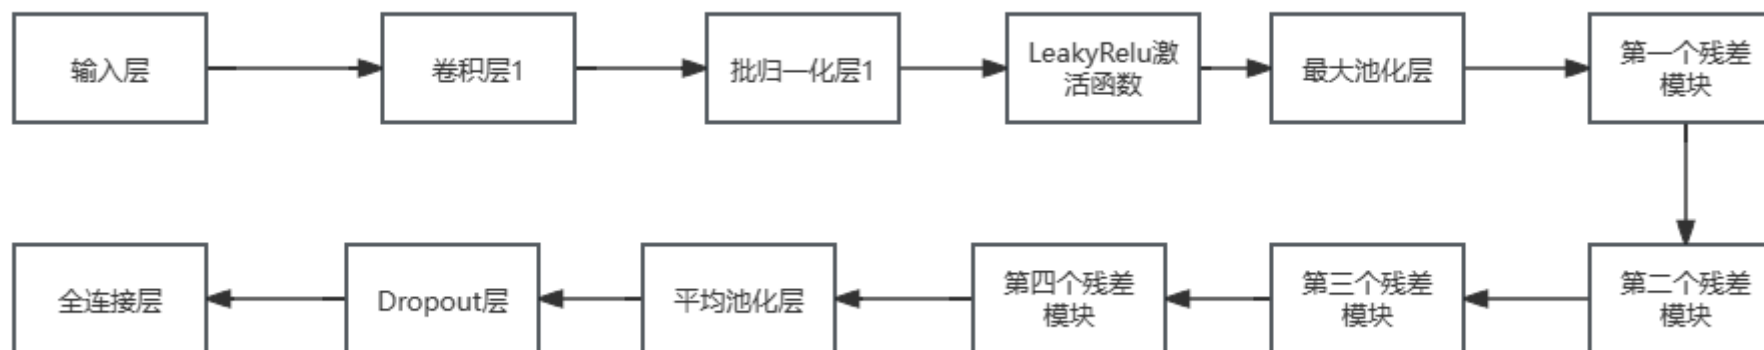 输入层
卷积层1
批归一化层1
LeakyRelu激
活函数
最大池化层
第一个残差
模块
第二个残差
模块
第三个残差
模块
第四个残差
模块
平均池化层
Dropout层
全连接层